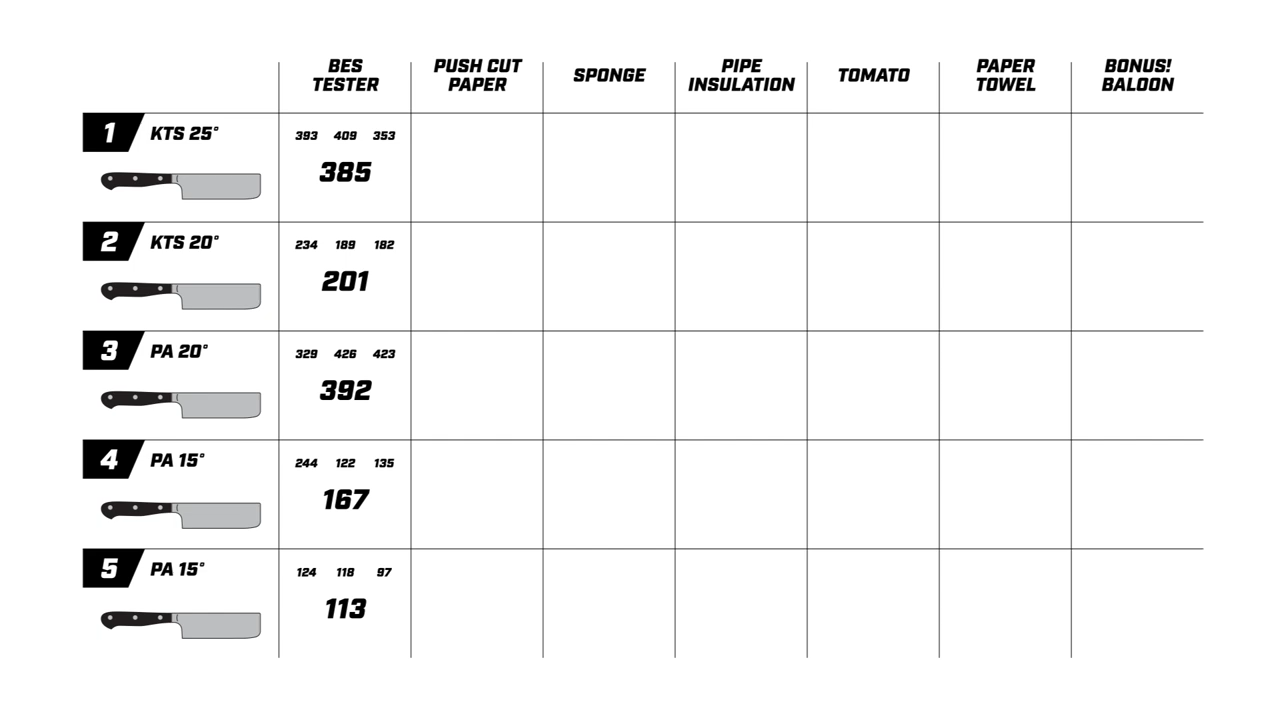 BES
TESTER
PUSH CUT
PAPER
SPONGE
PIPE
INSULATION
TOMATO
PAPER
TOWEL
BONUS!
BALOON
1 KTS 25°
393 409 353
385
2 KTS 20°
234 189 182
201
3 PA 20°
329 426 423
392
4 PA 15°
244 122 135
167
5 PA 15°
124 118 97
113